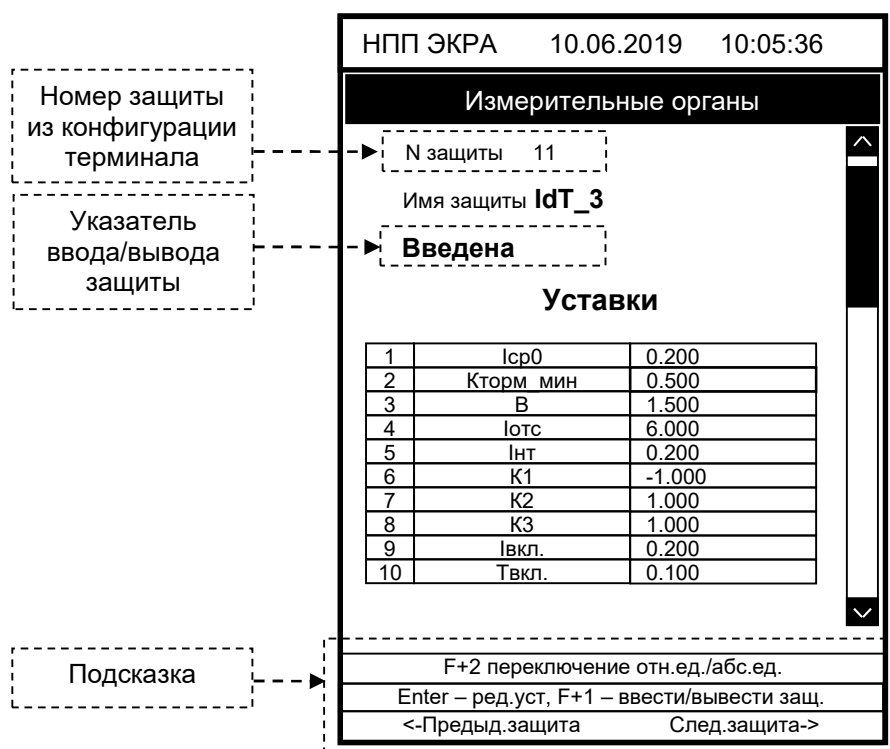 НПП ЭКРА 10.06.2019 10:05:36
Измерительные органы
Номер защиты
из конфигурации
терминала
N защиты 11
Имя защиты IdT_3
Указатель
ввода/вывода
защиты
Введена
Уставки
1 Iср0 0.200
2 Кторм_мин 0.500
3 В 1.500
4 Iотс 6.000
5 Iнт 0.200
6 К1 -1.000
7 К2 1.000
8 К3 1.000
9 Iвкл. 0.200
10 Твкл. 0.100
Подсказка
F+2 переключение отн.ед./абс.ед.
Enter – ред.уст, F+1 – ввести/вывести защ.
<-Предыд.защита След.защита->